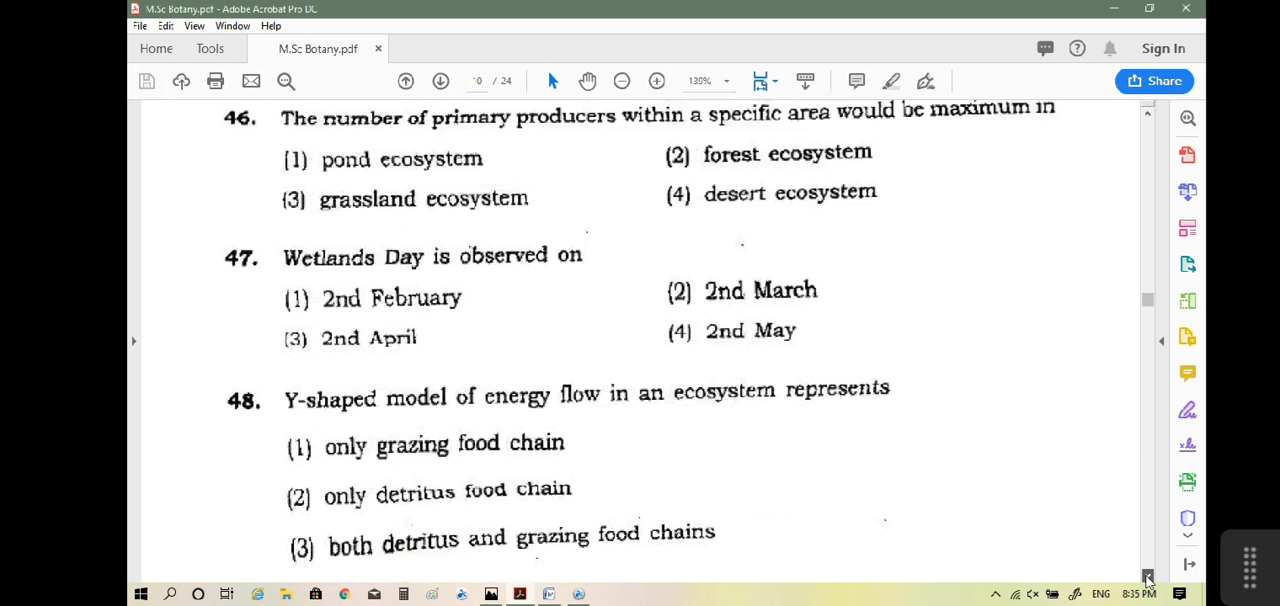 M.Sc Botany.pdf - Adobe Acrobat Pro DC
File Edit View Window Help
Home Tools M.Sc Botany.pdf × Sign In
10 / 24 139% Share
46. The number of primary producers within a specific area would be maximum in
(1) pond ecosystem (2) forest ecosystem
(3) grassland ecosystem (4) desert ecosystem
47. Wetlands Day is observed on
(1) 2nd February (2) 2nd March
(3) 2nd April (4) 2nd May
48. Y-shaped model of energy flow in an ecosystem represents
(1) only grazing food chain
(2) only detritus food chain
(3) both detritus and grazing food chains
ENG 8:35 PM